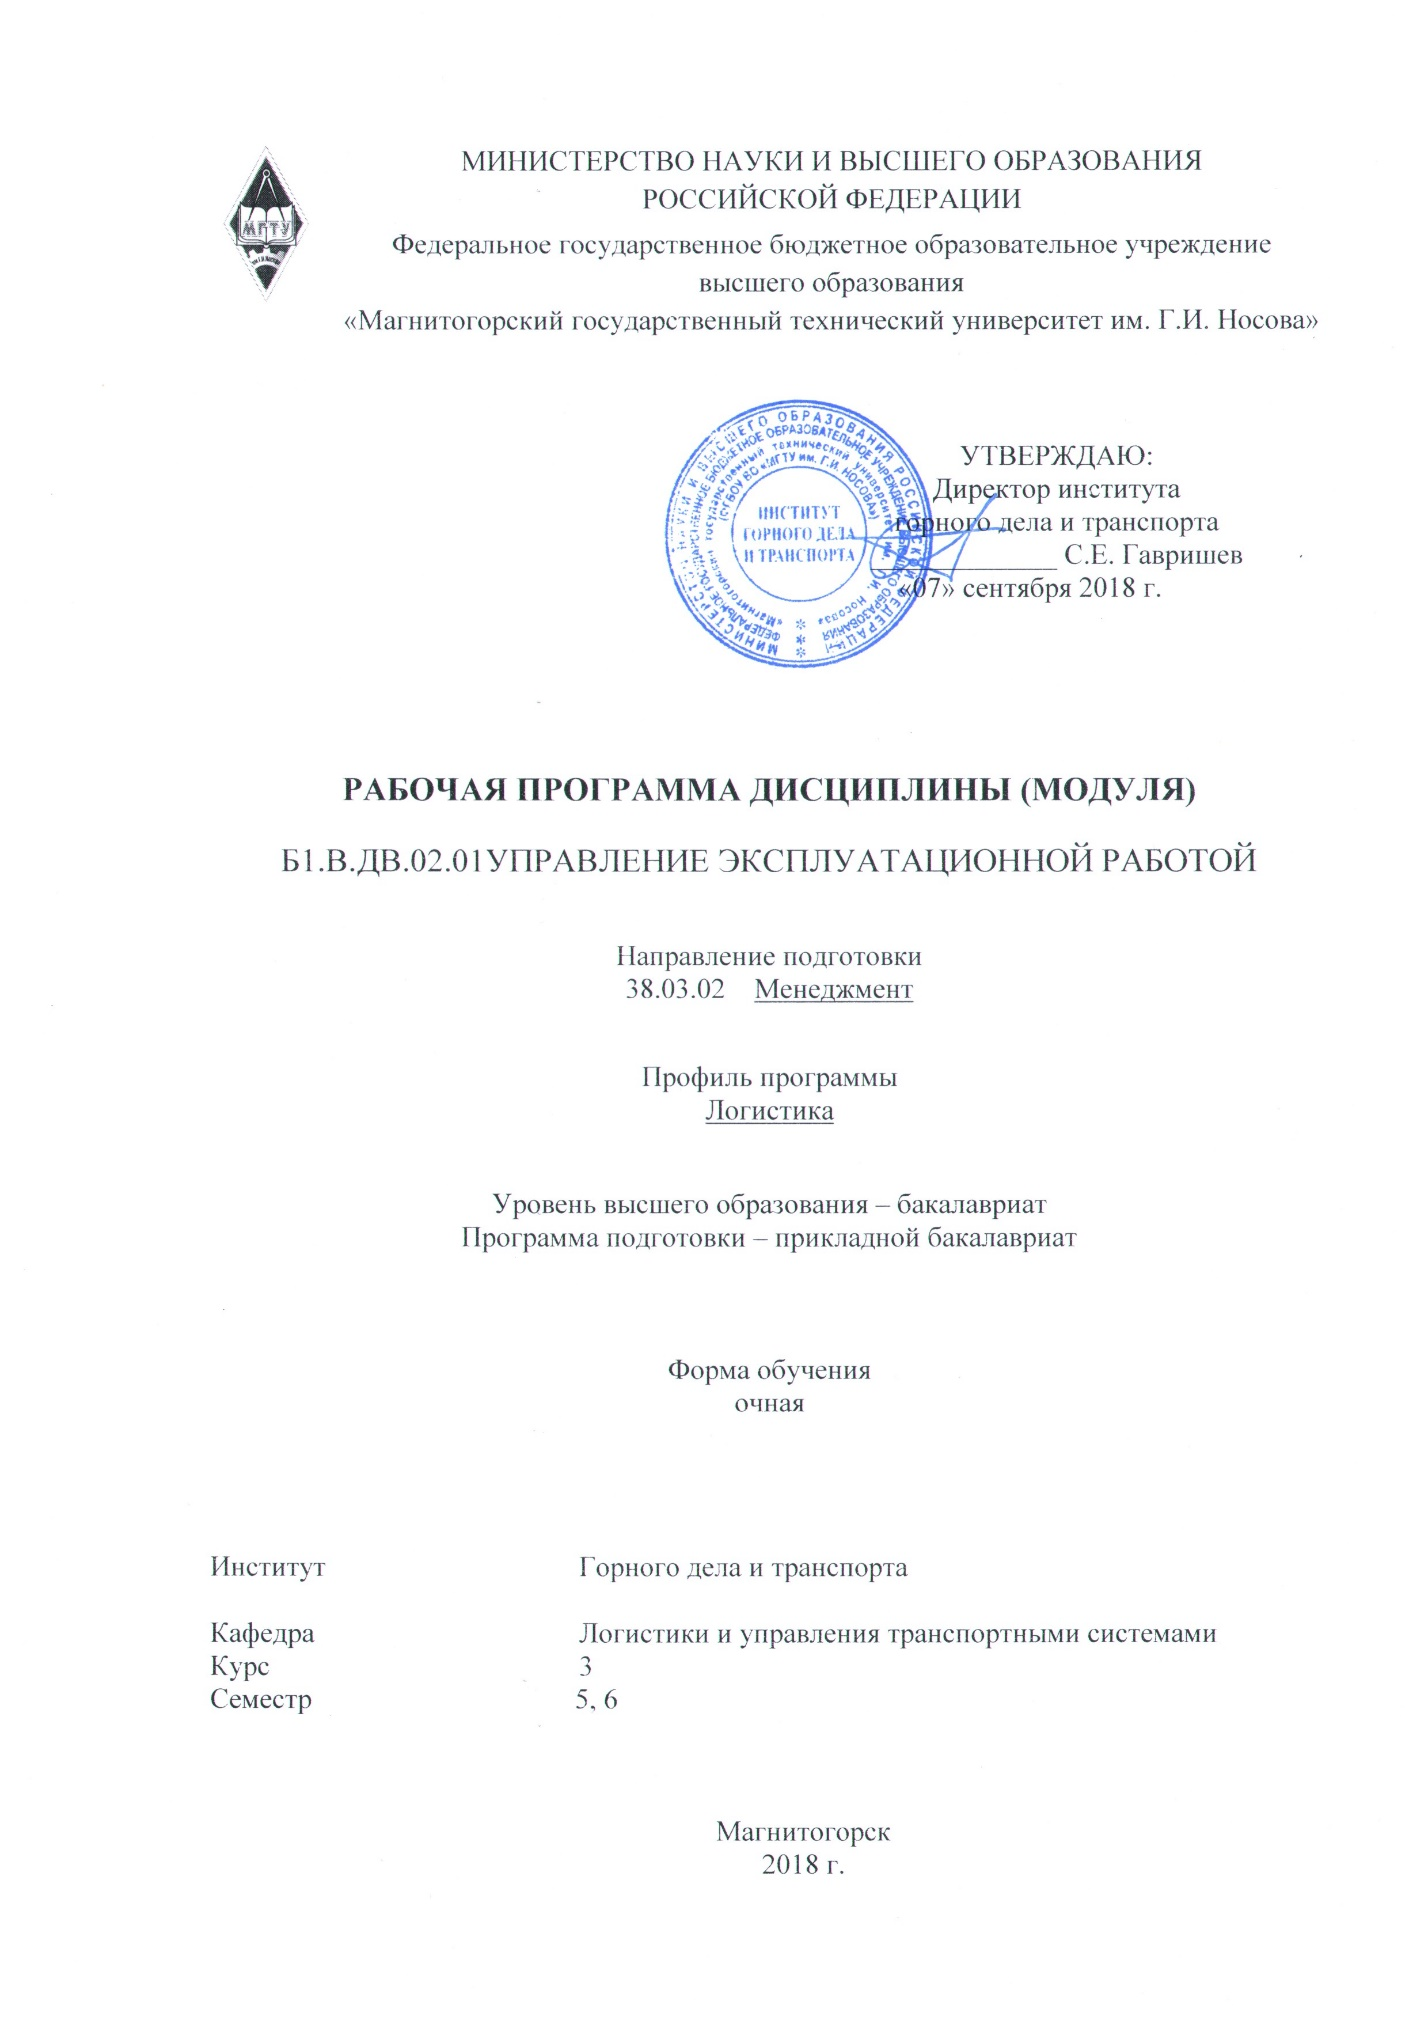 МИНИСТЕРСТВО НАУКИ И ВЫСШЕГО ОБРАЗОВАНИЯ
РОССИЙСКОЙ ФЕДЕРАЦИИ
Федеральное государственное бюджетное образовательное учреждение
высшего образования
«Магнитогорский государственный технический университет им. Г.И. Носова»
МГТУ
УТВЕРЖДАЮ:
Директор института
горного дела и транспорта
_____________ С.Е. Гавришев
«07» сентября 2018 г.
ИНСТИТУТ
ГОРНОГО ДЕЛА
И ТРАНСПОРТА
РАБОЧАЯ ПРОГРАММА ДИСЦИПЛИНЫ (МОДУЛЯ)
Б1.В.ДВ.02.01УПРАВЛЕНИЕ ЭКСПЛУАТАЦИОННОЙ РАБОТОЙ
Направление подготовки
38.03.02 Менеджмент
Профиль программы
Логистика
Уровень высшего образования – бакалавриат
Программа подготовки – прикладной бакалавриат
Форма обучения
очная
Институт Горного дела и транспорта
Кафедра Логистики и управления транспортными системами
Курс 3
Семестр 5, 6
Магнитогорск
2018 г.